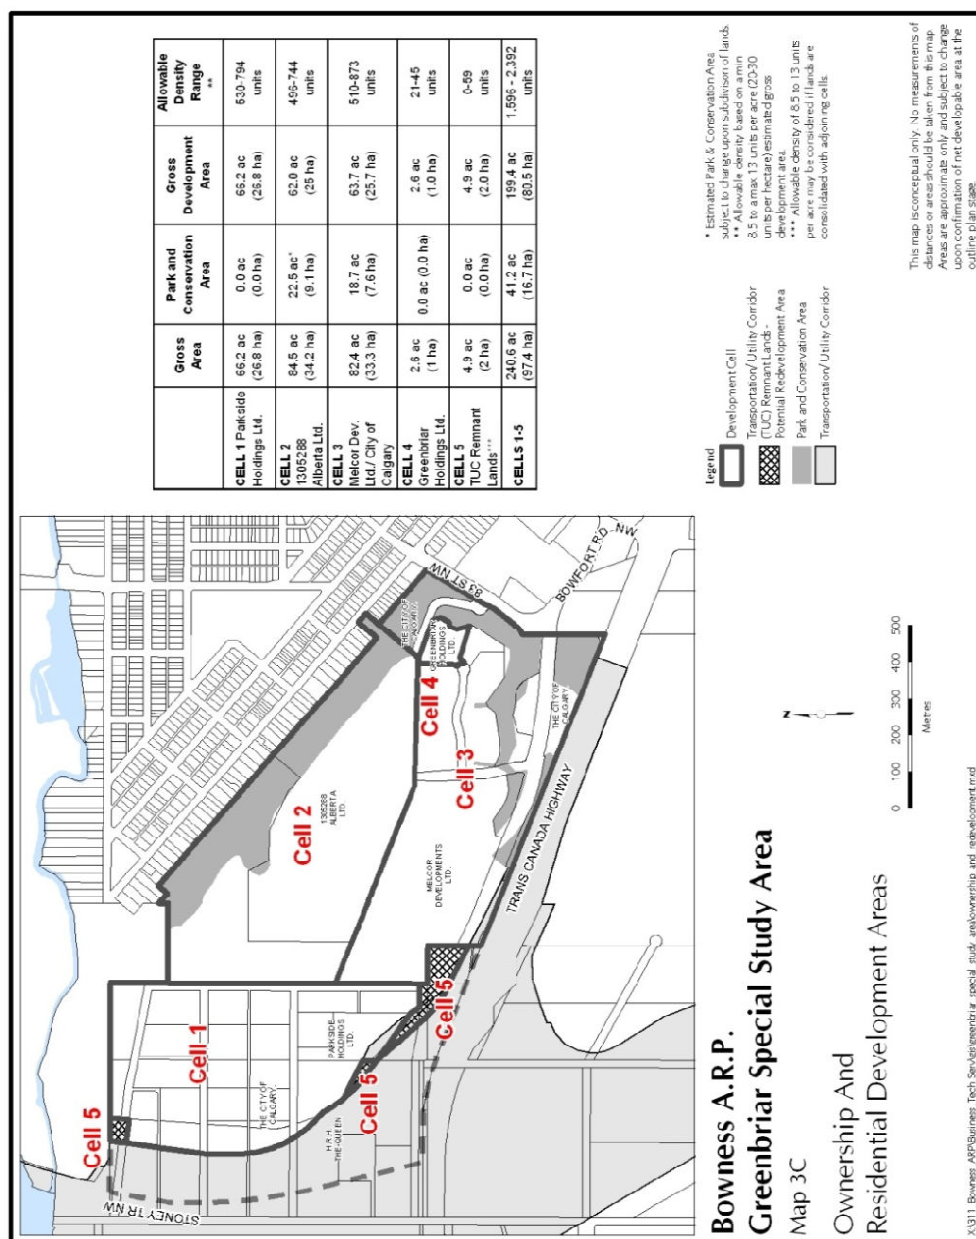 Gross
Area
Park and
Conservation
Area
Gross
Development
Area
Allowable
Density
Range
**
CELL 1 Parkside
Holdings Ltd.
66.2 ac
(26.8 ha)
0.0 ac
(0.0 ha)
66.2 ac
(26.8 ha)
530-794
units
CELL 2
1305288
Alberta Ltd.
84.5 ac
(34.2 ha)
22.5 ac*
(9.1 ha)
62.0 ac
(25 ha)
496-744
units
CELL 3
Melcor Dev.
Ltd./ City of
Calgary
82.4 ac
(33.3 ha)
18.7 ac
(7.6 ha)
63.7 ac
(25.7 ha)
510-873
units
CELL 4
Greenbriar
Holdings Ltd.
2.6 ac
(1 ha)
0.0 ac (0.0 ha)
2.6 ac
(1.0 ha)
21-45
units
CELL 5
TUC Remnant
Lands***
4.9 ac
(2 ha)
0.0 ac
(0.0 ha)
4.9 ac
(2.0 ha)
0-59
units
CELLS 1-5
240.6 ac
(97.4 ha)
41.2 ac
(16.7 ha)
199.4 ac
(80.5 ha)
1,596 - 2,392
units
Legend
Development Cell
Transportation/ Utility Corridor
(TUC) Remnant Lands -
Potential Redevelopment Area
Park and Conservation Area
Transportation/ Utility Corridor
* Estimated Park & Conservation Area
subject to change upon subdivision of lands.
** Allowable density based on a min
8.5 to a max 13 units per acre (20-30
units per hectare) estimated gross
development area.
*** Allowable density of 8.5 to 13 units
per acre may be considered if lands are
consolidated with adjoining cells.
This map is conceptual only. No measurements of
distances or areas should be taken from this map.
Areas are approximate only and subject to change
upon confirmation of net developable area at the
outline plan stage.
Cell 5
Cell 1
THE CITY OF
CALGARY
PARKSIDE
HOLDINGS
LTD.
H.R.H.
THE QUEEN
Cell 5
Cell 5
STONEY TR NW
Cell 2
1305288
ALBERTA
LTD.
MELCOR
DEVELOPMENTS
LTD.
Cell 3
Cell 4
GREENBRIAR
HOLDINGS
LTD.
THE CITY OF
CALGARY
83 ST NW
BOWFORT RD NW
THE CITY OF
CALGARY
TRANS CANADA HIGHWAY
Bowness A.R.P.
Greenbriar Special Study Area
Map 3C
Ownership And
Residential Development Areas
N
0 100 200 300 400 500
Metres
X:\311 Bowness ARP\Business Tech Services\greenbriar special study area\ownership and redevelopment.mxd